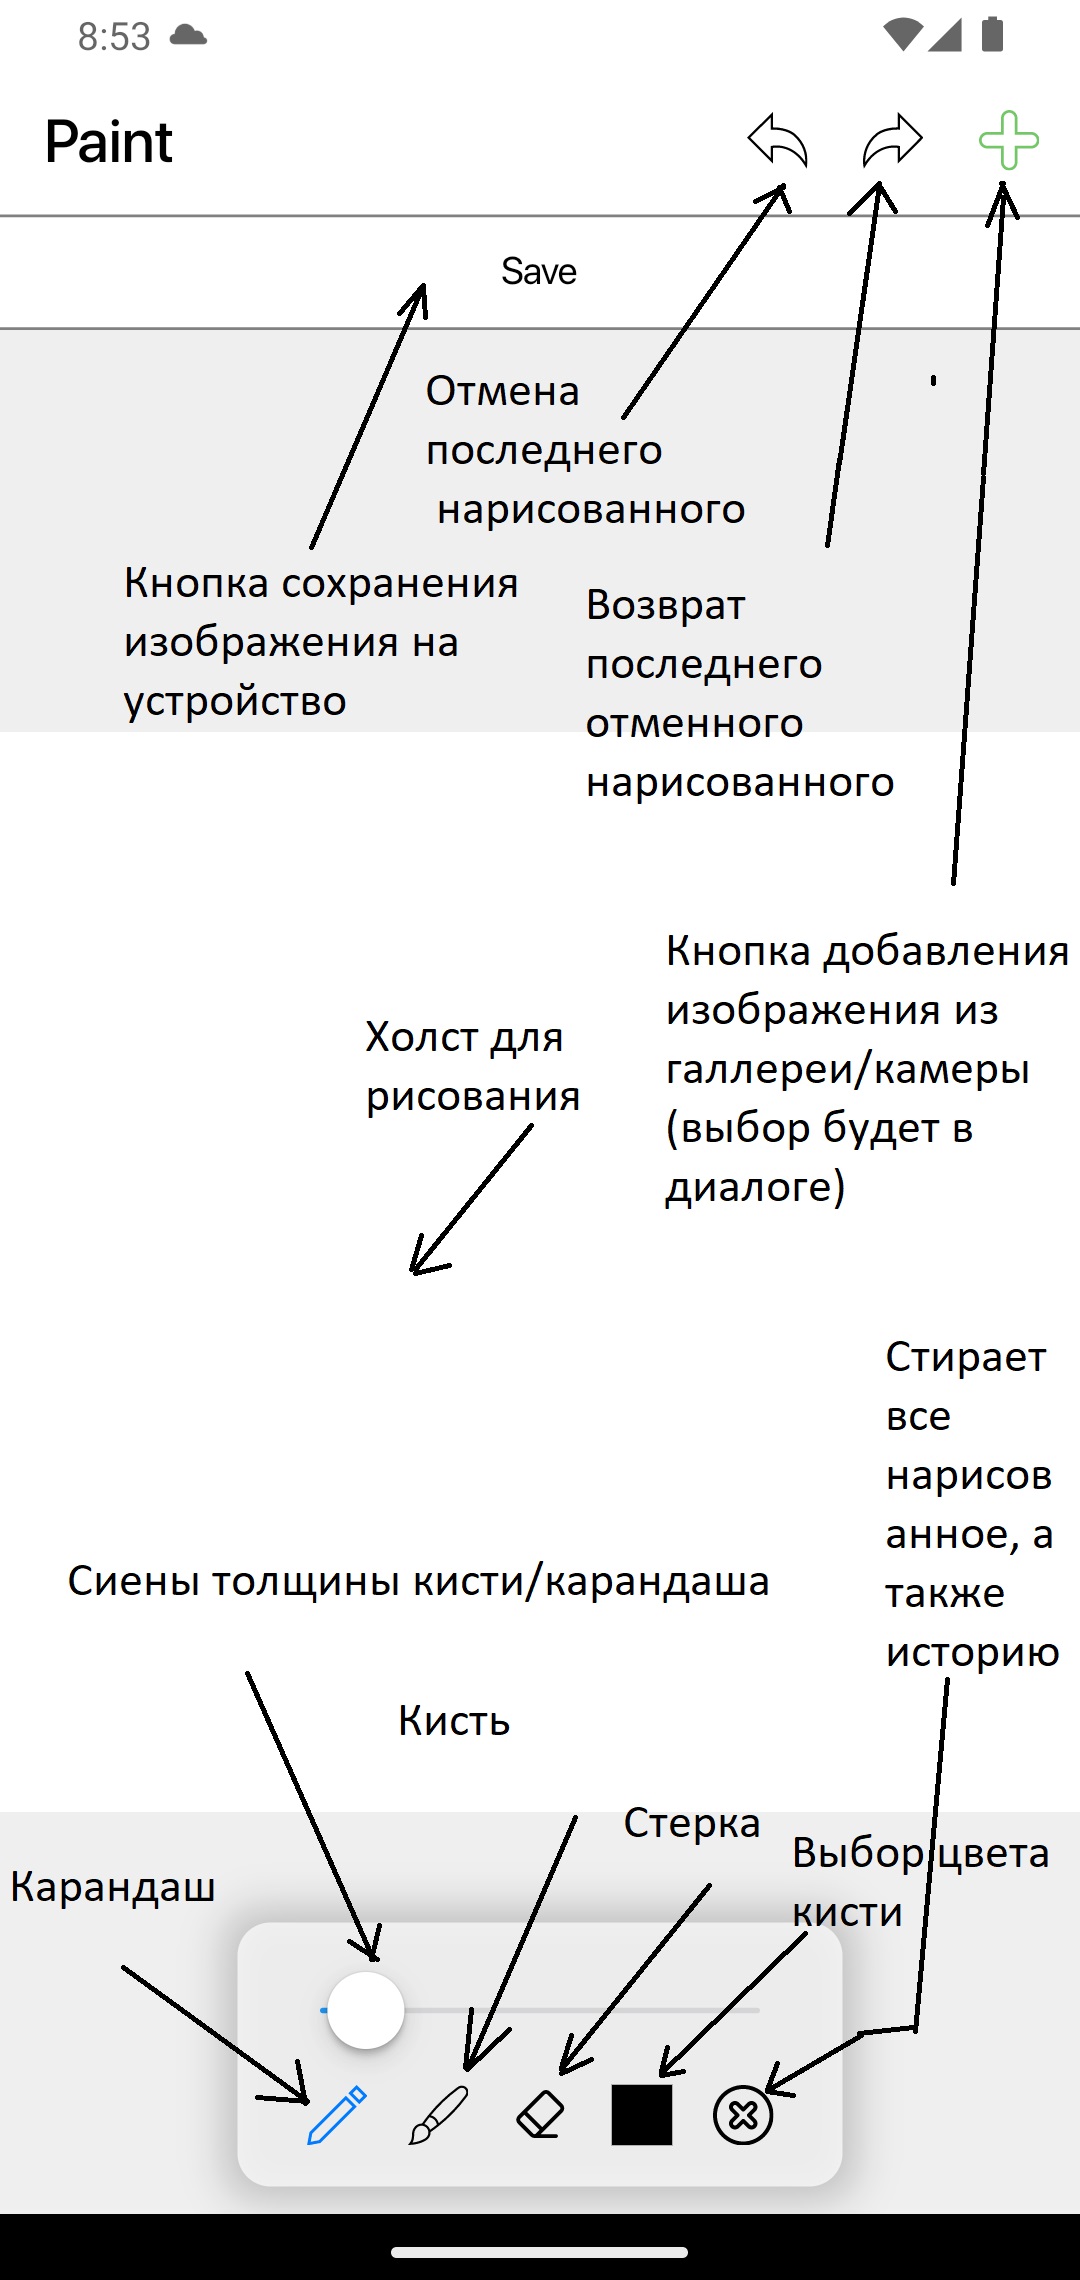 8:53
Paint
Save
Отмена
последнего
нарисованного
Кнопка сохранения
изображения на
устройство
Возврат
последнего
отменного
нарисованного
Кнопка добавления
изображения из
галлереи/камеры
(выбор будет в
диалоге)
Холст для
рисования
Стирает
все
нарисов
анное, а
также
историю
Сиены толщины кисти/карандаша
Кисть
Стерка
Выбор цвета
кисти
Карандаш